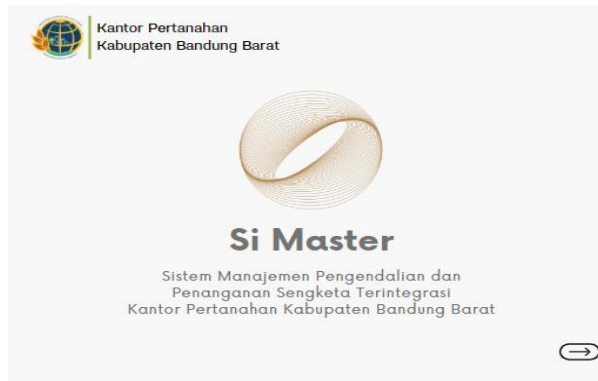 Kantor Pertanahan
Kabupaten Bandung Barat
Si Master
Sistem Manajemen Pengendalian dan
Penanganan Sengketa Terintegrasi
Kantor Pertanahan Kabupaten Bandung Barat